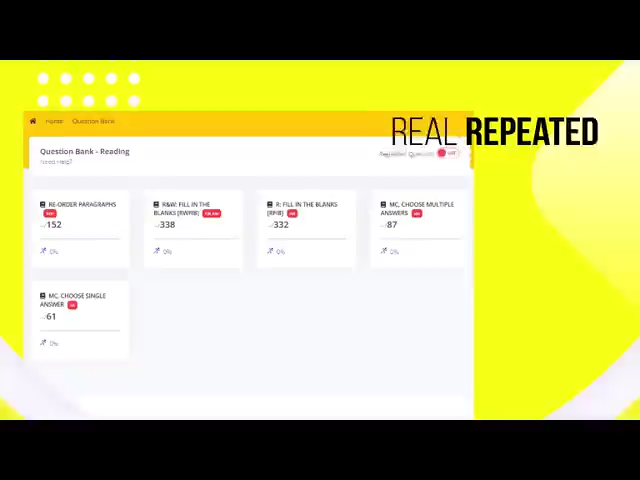 Home Question Bank
REAL REPEATED
Question Bank - Reading
Need Help?
Repeated Questions
RE-ORDER PARAGRAPHS
152
0%
R&W: FILL IN THE
BLANKS [RWFIB]
338
0%
R: FILL IN THE BLANKS
[RFIB]
332
0%
MC, CHOOSE MULTIPLE
ANSWERS
87
0%
MC, CHOOSE SINGLE
ANSWER
61
0%